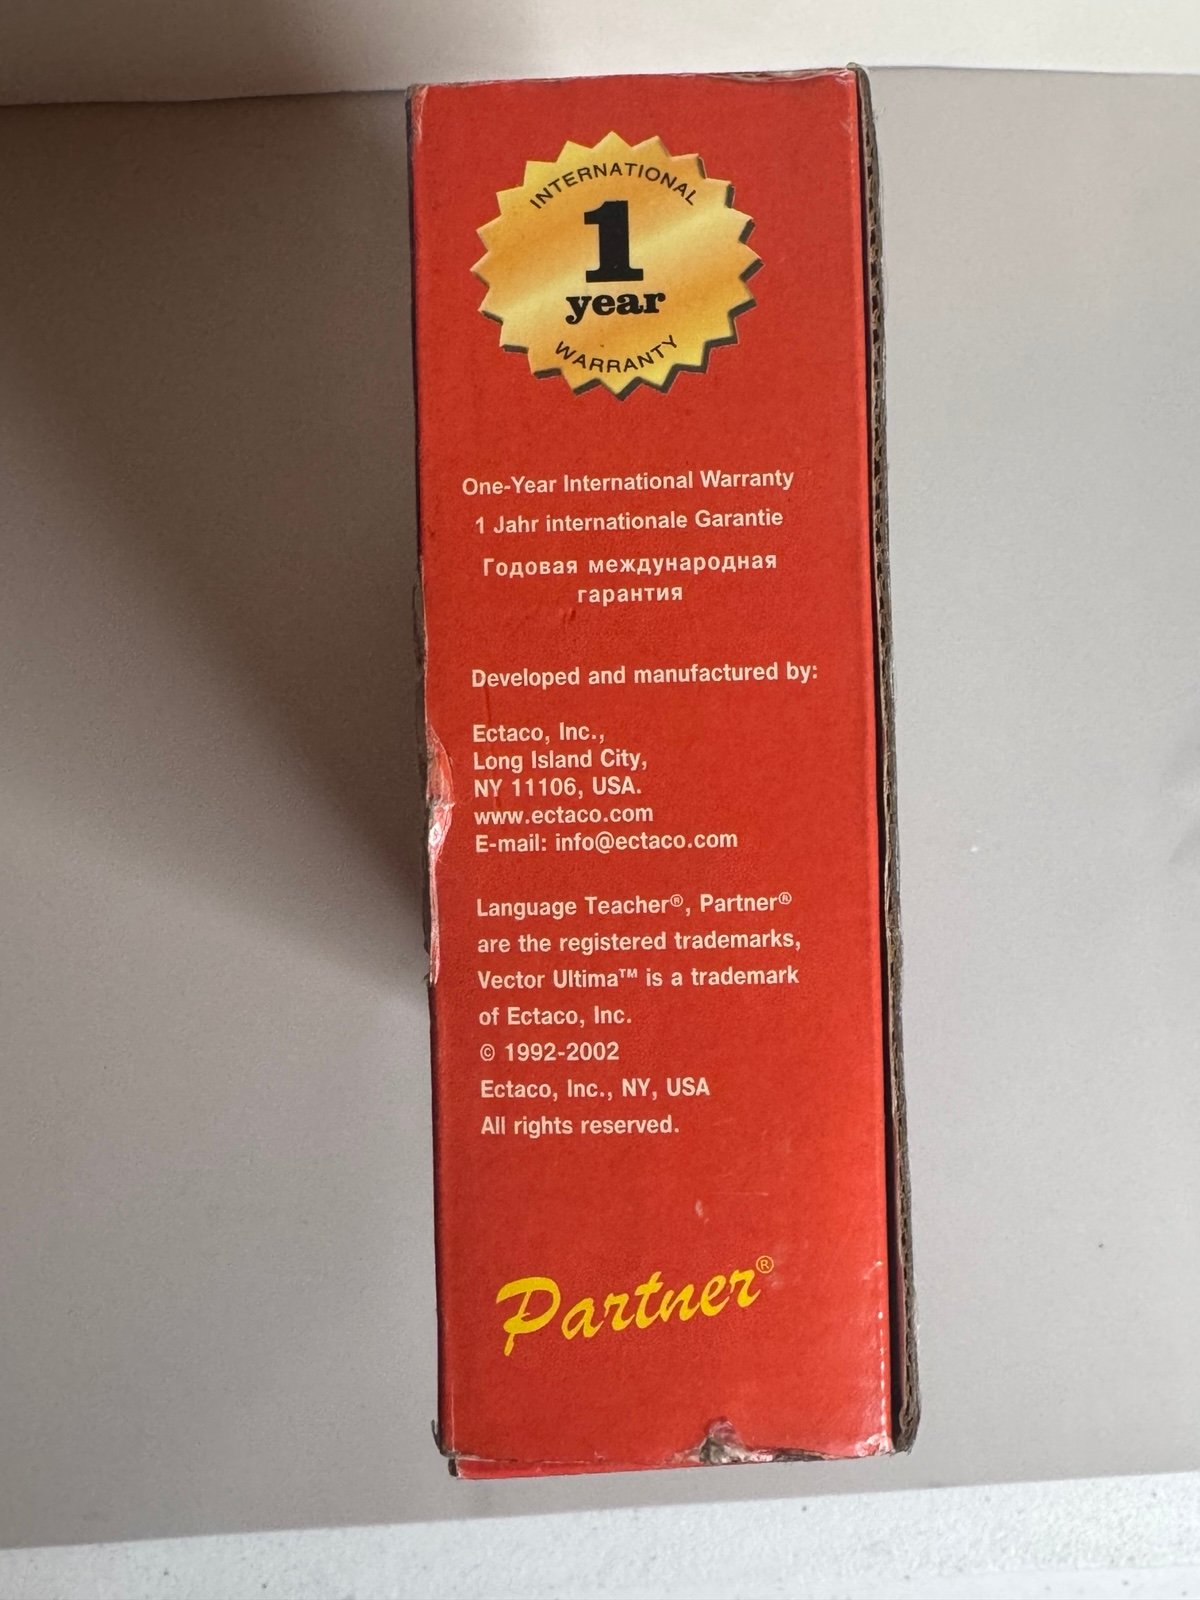 INTERNATIONAL
1
year
WARRANTY
One-Year International Warranty
1 Jahr internationale Garantie
Годовая международная
гарантия
Developed and manufactured by:
Ectaco, Inc.,
Long Island City,
NY 11106, USA.
www.ectaco.com
E-mail: info@ectaco.com
Language Teacher®, Partner®
are the registered trademarks,
Vector Ultima™ is a trademark
of Ectaco, Inc.
© 1992-2002
Ectaco, Inc., NY, USA
All rights reserved.
Partner®